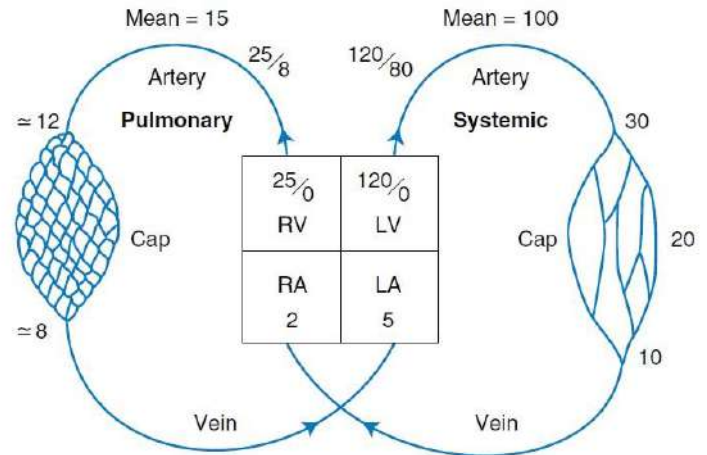 Mean = 15
Mean = 100
25/8
120/80
Artery
Artery
≃ 12
Pulmonary
Systemic
30
25/0
120/0
RV
LV
Cap
Cap
20
RA
LA
2
5
≃ 8
10
Vein
Vein